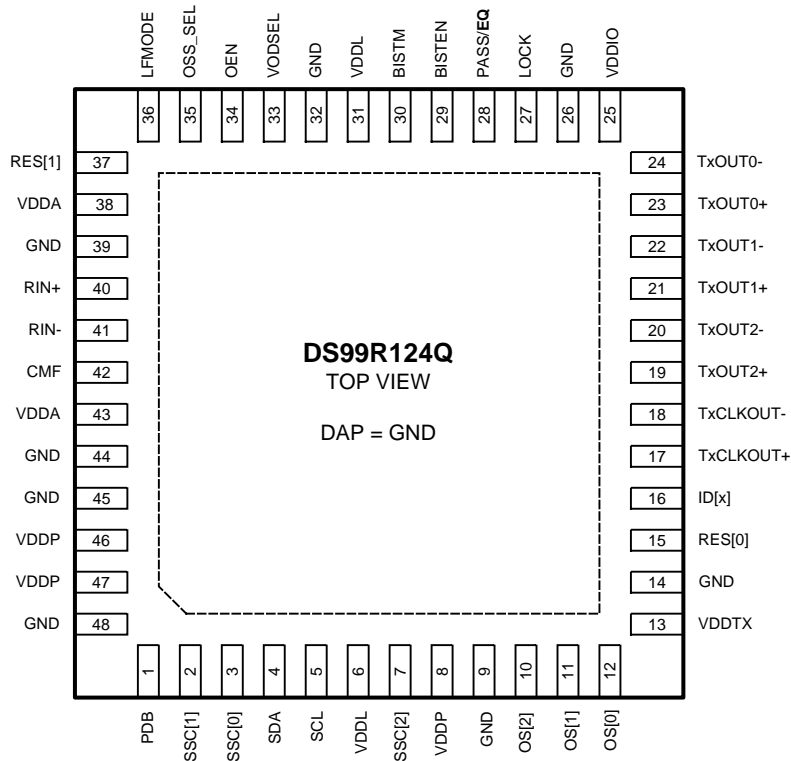 LFMODE
OSS_SEL
OEN
VODSEL
GND
VDDL
BISTM
BISTEN
PASS/EQ
LOCK
GND
VDDIO
36
35
34
33
32
31
30
29
28
27
26
25
RES[1] 37
VDDA 38
GND 39
RIN+ 40
RIN- 41
CMF 42
VDDA 43
GND 44
GND 45
VDDP 46
VDDP 47
GND 48
DS99R124Q
TOP VIEW
DAP = GND
24 TxOUT0-
23 TxOUT0+
22 TxOUT1-
21 TxOUT1+
20 TxOUT2-
19 TxOUT2+
18 TxCLKOUT-
17 TxCLKOUT+
16 ID[x]
15 RES[0]
14 GND
13 VDDTX
1
2
3
4
5
6
7
8
9
10
11
12
PDB
SSC[1]
SSC[0]
SDA
SCL
VDDL
SSC[2]
VDDP
GND
OS[2]
OS[1]
OS[0]